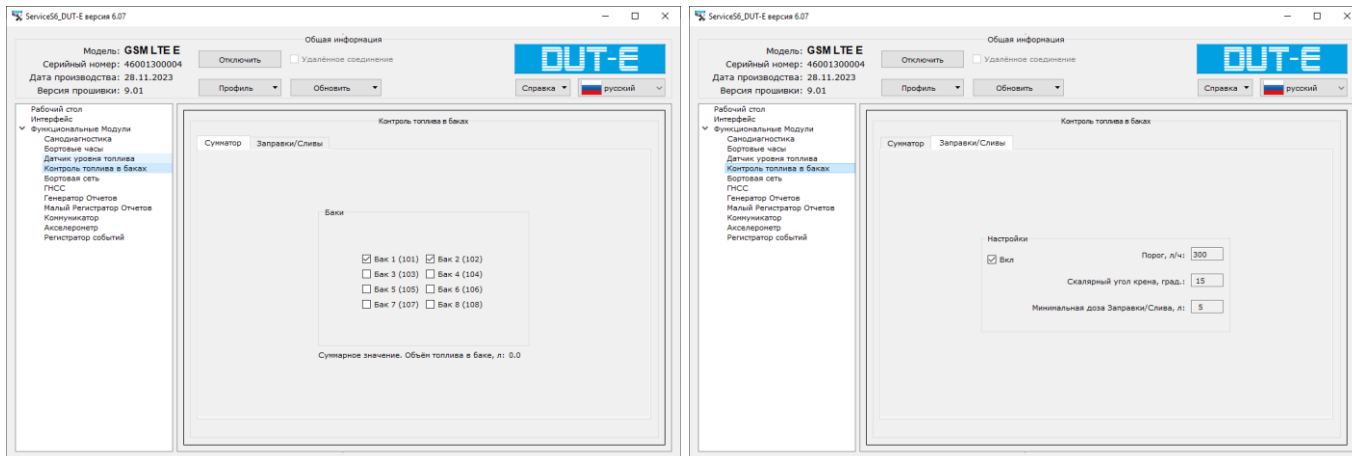 ServiceS6_DUT-E версия 6.07
Общая информация
Модель: GSM LTE E
Серийный номер: 46001300004
Дата производства: 28.11.2023
Версия прошивки: 9.01
Отключить
Удалённое соединение
Профиль
Обновить
DUT-E
Справка
русский
Рабочий стол
Интерфейс
Функциональные Модули
Самодиагностика
Бортовые часы
Датчик уровня топлива
Контроль топлива в баках
Бортовая сеть
ГНСС
Генератор Отчетов
Малый Регистратор Отчетов
Коммуникатор
Акселерометр
Регистратор событий
Контроль топлива в баках
Сумматор Заправки/Сливы
Баки
Бак 1 (101) Бак 2 (102)
Бак 3 (103) Бак 4 (104)
Бак 5 (105) Бак 6 (106)
Бак 7 (107) Бак 8 (108)
Суммарное значение. Объём топлива в баке, л: 0.0
ServiceS6_DUT-E версия 6.07
Общая информация
Модель: GSM LTE E
Серийный номер: 46001300004
Дата производства: 28.11.2023
Версия прошивки: 9.01
Отключить
Удалённое соединение
Профиль
Обновить
DUT-E
Справка
русский
Рабочий стол
Интерфейс
Функциональные Модули
Самодиагностика
Бортовые часы
Датчик уровня топлива
Контроль топлива в баках
Бортовая сеть
ГНСС
Генератор Отчетов
Малый Регистратор Отчетов
Коммуникатор
Акселерометр
Регистратор событий
Контроль топлива в баках
Сумматор Заправки/Сливы
Настройки
Вкл
Порог, л/ч: 300
Скалярный угол крена, град.: 15
Минимальная доза Заправки/Слива, л: 5